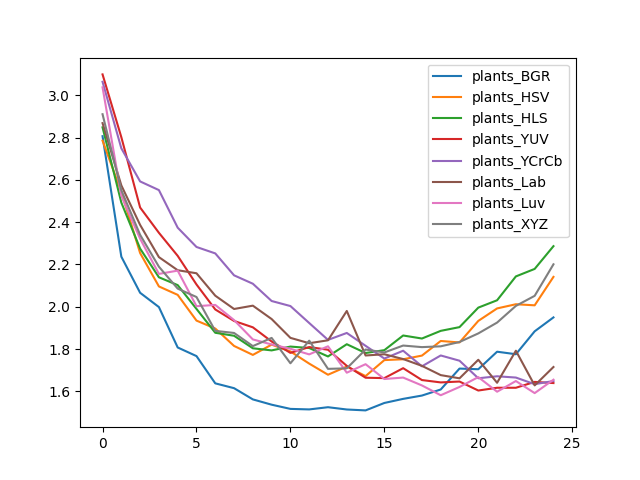 3.0
2.8
2.6
2.4
2.2
2.0
1.8
1.6
0
5
10
15
20
25
plants_BGR
plants_HSV
plants_HLS
plants_YUV
plants_YCrCb
plants_Lab
plants_Luv
plants_XYZ